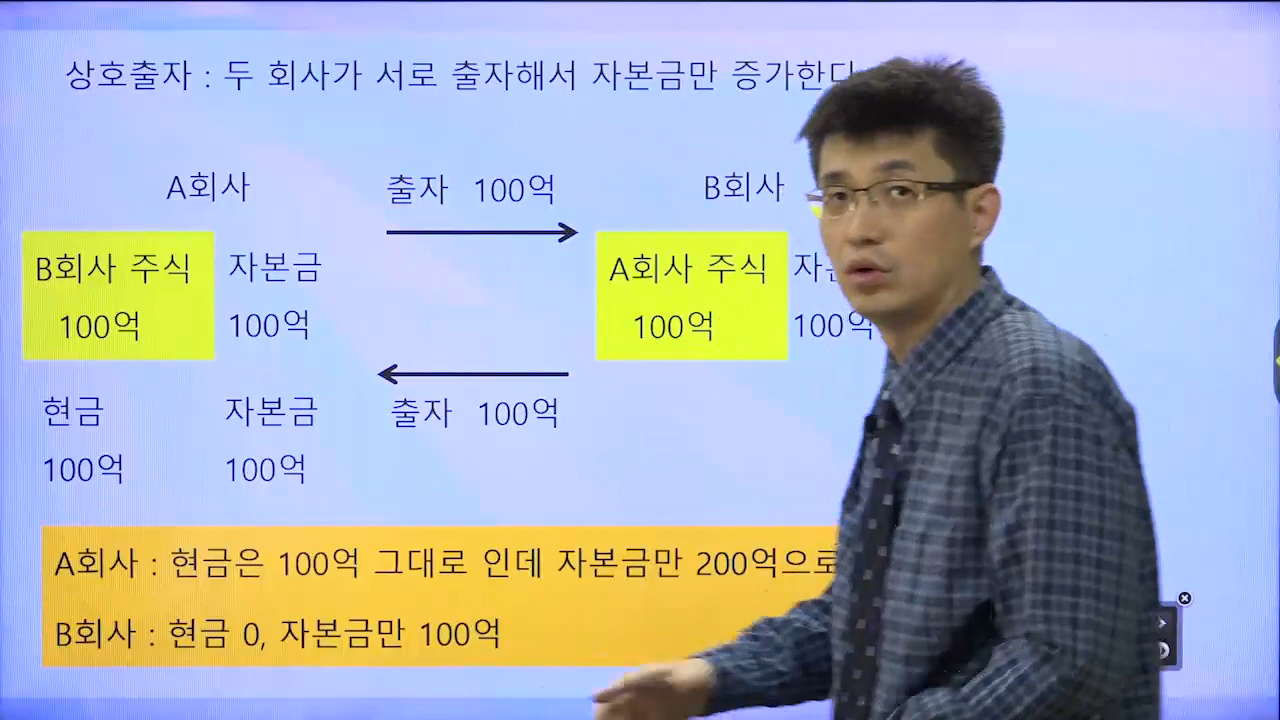 상호출자 : 두 회사가 서로 출자해서 자본금만 증가한다
A회사
출자 100억
B회사
B회사 주식
100억
자본금
100억
A회사 주식
100억
100억
현금
100억
자본금
100억
출자 100억
A회사 : 현금은 100억 그대로 인데 자본금만 200억으로
B회사 : 현금 0, 자본금만 100억